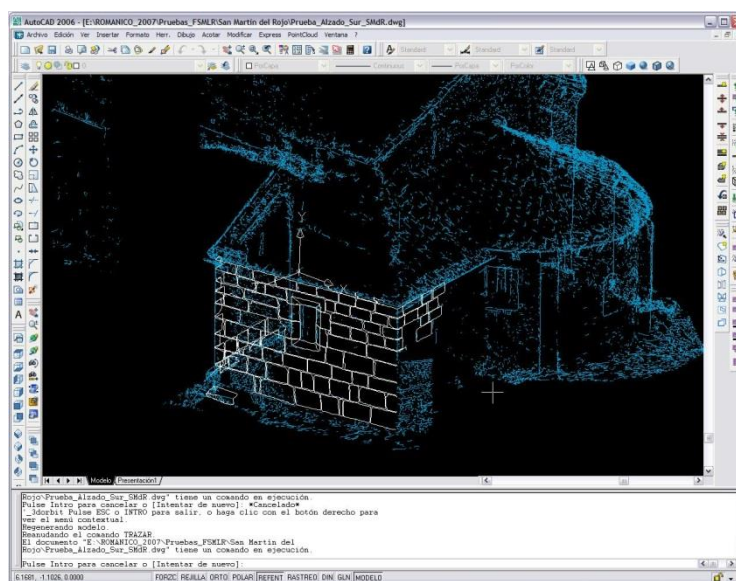 AutoCAD 2006 - [E:\ROMANICO_2007\Pruebas_FSMLR\San Martín del Rojo\Prueba_Alzado_Sur_SMdR.dwg]
Archivo Edición Ver Insertar Formato Herr. Dibujo Acotar Modificar Express PointCloud Ventana ?
Standard Standard Standard
0 PorCapa Continuous PorCapa PorColor
Y
X
Modelo Presentación1
Rojo\Prueba_Alzado_Sur_SMdR.dwg" tiene un comando en ejecución.
Pulse Intro para cancelar o [Intentar de nuevo]: *Cancelado*
'_3dorbit Pulse ESC o INTRO para salir, o haga clic con el botón derecho para
ver el menú contextual.
Regenerando modelo.
Reanudando el comando TRAZAR.
El documento "E:\ROMANICO_2007\Pruebas_FSMLR\San Martín del
Rojo\Prueba_Alzado_Sur_SMdR.dwg" tiene un comando en ejecución.
Pulse Intro para cancelar o [Intentar de nuevo]:
6.1681, -1.1026, 0.0000 FORZC REJILLA ORTO POLAR REFENT RASTREO DIN GLN MODELO